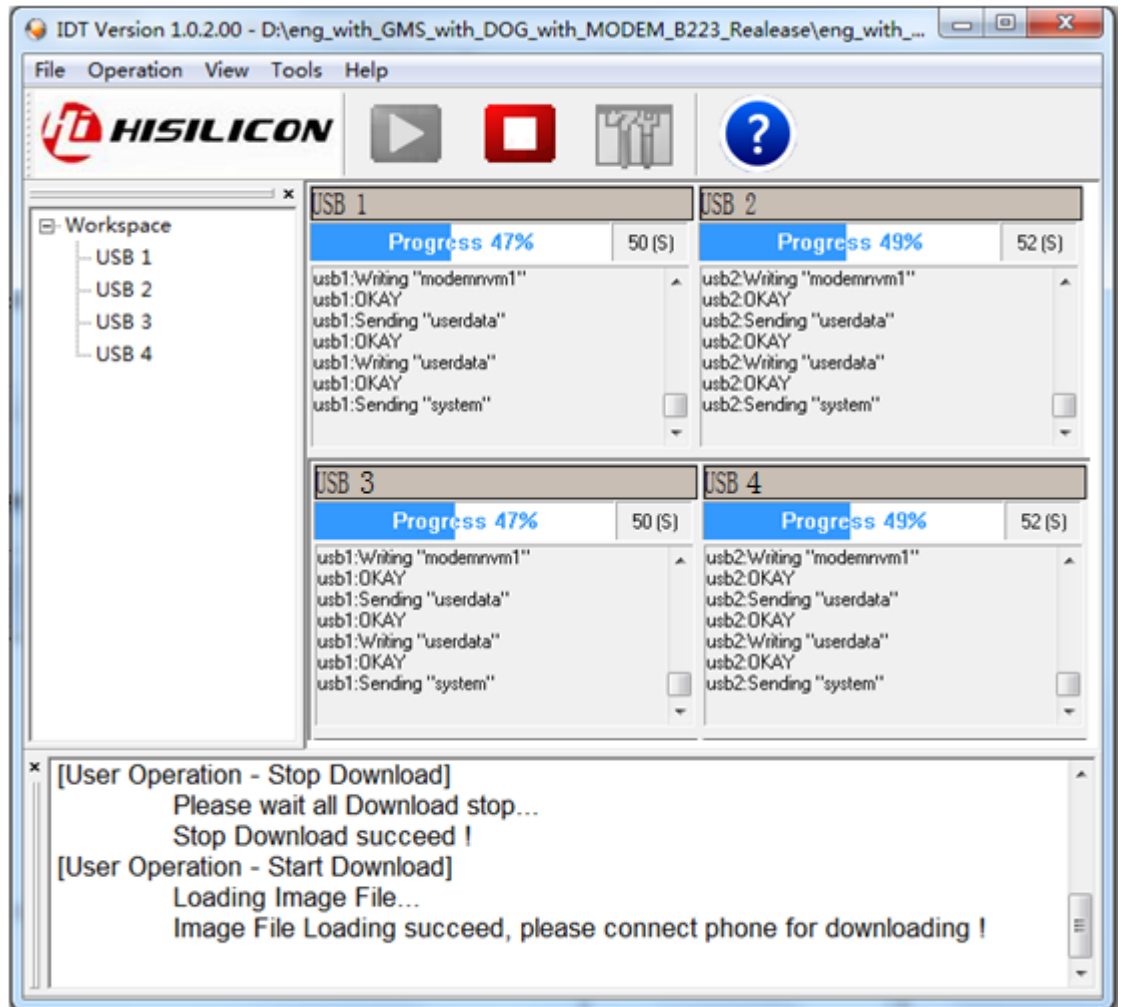 IDT Version 1.0.2.00 - D:\eng_with_GMS_with_DOG_with_MODEM_B223_Realease\eng_with_...
File Operation View Tools Help
HISILICON
?
Workspace
USB 1
USB 2
USB 3
USB 4
USB 1
Progress 47% 50 (S)
usb1:Writing "modemnvm1"
usb1:OKAY
usb1:Sending "userdata"
usb1:OKAY
usb1:Writing "userdata"
usb1:OKAY
usb1:Sending "system"
USB 2
Progress 49% 52 (S)
usb2:Writing "modemnvm1"
usb2:OKAY
usb2:Sending "userdata"
usb2:OKAY
usb2:Writing "userdata"
usb2:OKAY
usb2:Sending "system"
USB 3
Progress 47% 50 (S)
usb1:Writing "modemnvm1"
usb1:OKAY
usb1:Sending "userdata"
usb1:OKAY
usb1:Writing "userdata"
usb1:OKAY
usb1:Sending "system"
USB 4
Progress 49% 52 (S)
usb2:Writing "modemnvm1"
usb2:OKAY
usb2:Sending "userdata"
usb2:OKAY
usb2:Writing "userdata"
usb2:OKAY
usb2:Sending "system"
[User Operation - Stop Download]
Please wait all Download stop...
Stop Download succeed !
[User Operation - Start Download]
Loading Image File...
Image File Loading succeed, please connect phone for downloading !